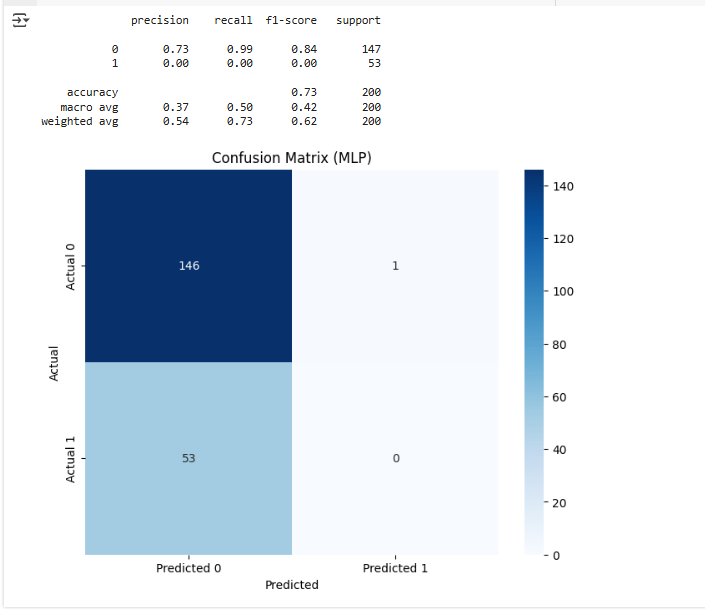 precision recall f1-score support
0 0.73 0.99 0.84 147
1 0.00 0.00 0.00 53
accuracy 0.73 200
macro avg 0.37 0.50 0.42 200
weighted avg 0.54 0.73 0.62 200
Confusion Matrix (MLP)
Actual 0
146
1
Actual
Actual 1
53
0
Predicted 0
Predicted 1
Predicted
140
120
100
80
60
40
20
0